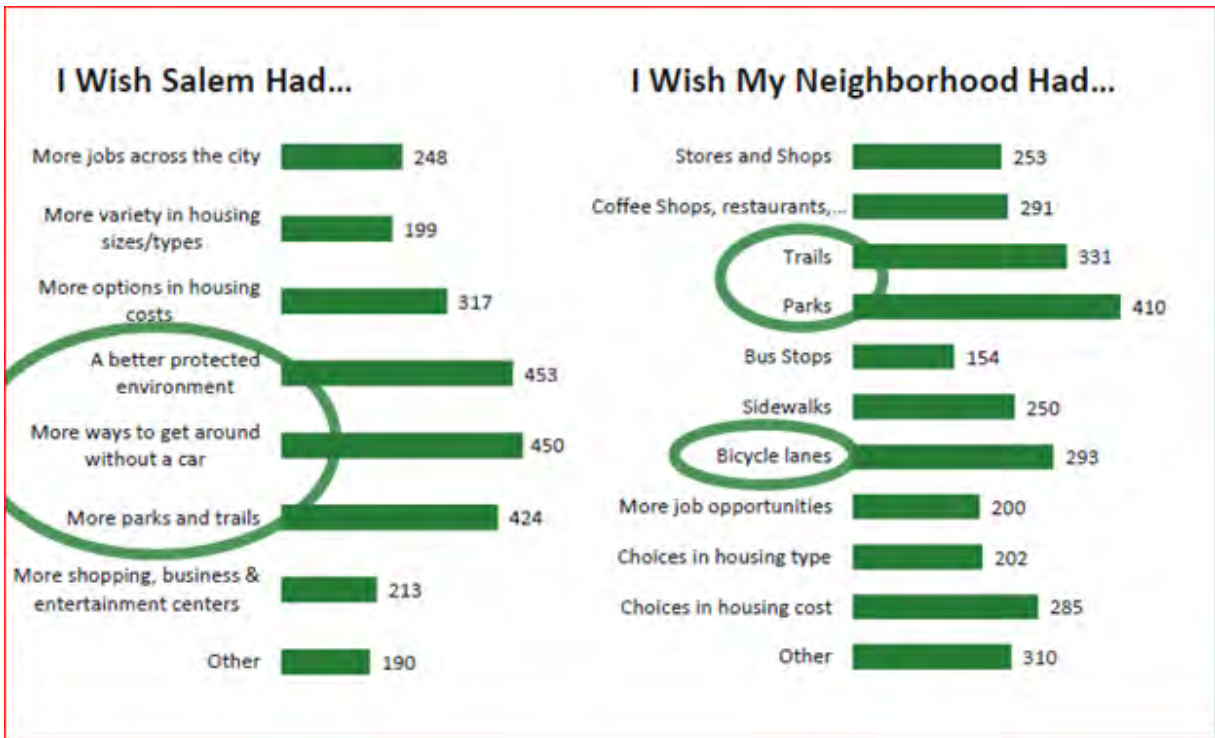 I Wish Salem Had...
More jobs across the city 248
More variety in housing
sizes/types 199
More options in housing
costs 317
A better protected
environment 453
More ways to get around
without a car 450
More parks and trails 424
More shopping, business &
entertainment centers 213
Other 190
I Wish My Neighborhood Had...
Stores and Shops 253
Coffee Shops, restaurants,... 291
Trails 331
Parks 410
Bus Stops 154
Sidewalks 250
Bicycle lanes 293
More job opportunities 200
Choices in housing type 202
Choices in housing cost 285
Other 310